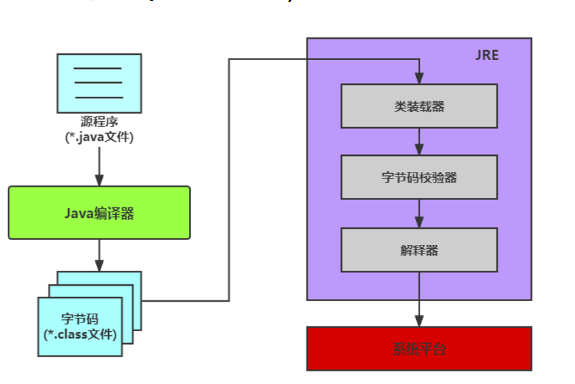 源程序
(*.java文件)
Java编译器
字节码
(*.class文件)
JRE
类装载器
字节码校验器
解释器
系统平台